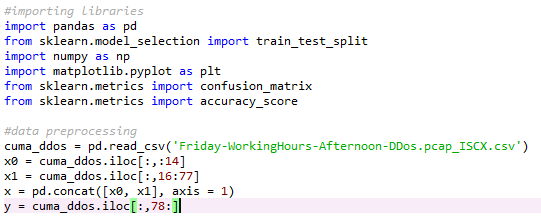 #importing libraries
import pandas as pd
from sklearn.model_selection import train_test_split
import numpy as np
import matplotlib.pyplot as plt
from sklearn.metrics import confusion_matrix
from sklearn.metrics import accuracy_score
#data preprocessing
cuma_ddos = pd.read_csv('Friday-WorkingHours-Afternoon-DDos.pcap_ISCX.csv')
x0 = cuma_ddos.iloc[:,:14]
x1 = cuma_ddos.iloc[:,16:77]
x = pd.concat([x0, x1], axis = 1)
y = cuma_ddos.iloc[:,78:]